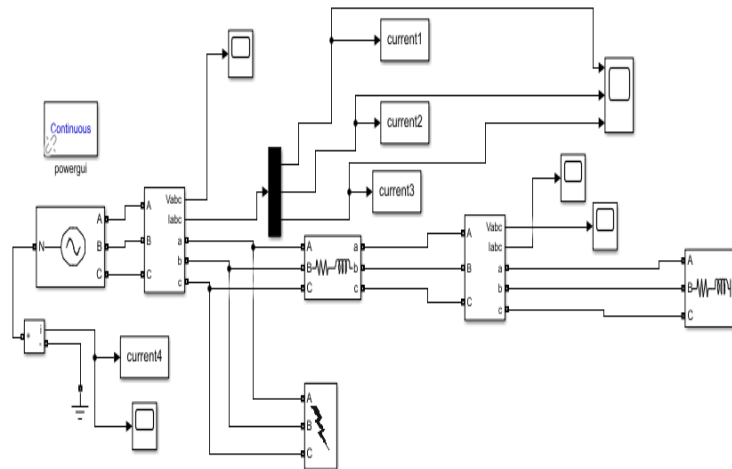 current1
Continuous
powergui
current2
current3
Vabc
Iabc
A
a
B
b
C
c
N
A
B
C
A
a
B
b
C
c
Vabc
Iabc
A
a
B
b
C
c
A
B
C
+
i
-
current4
A
B
C